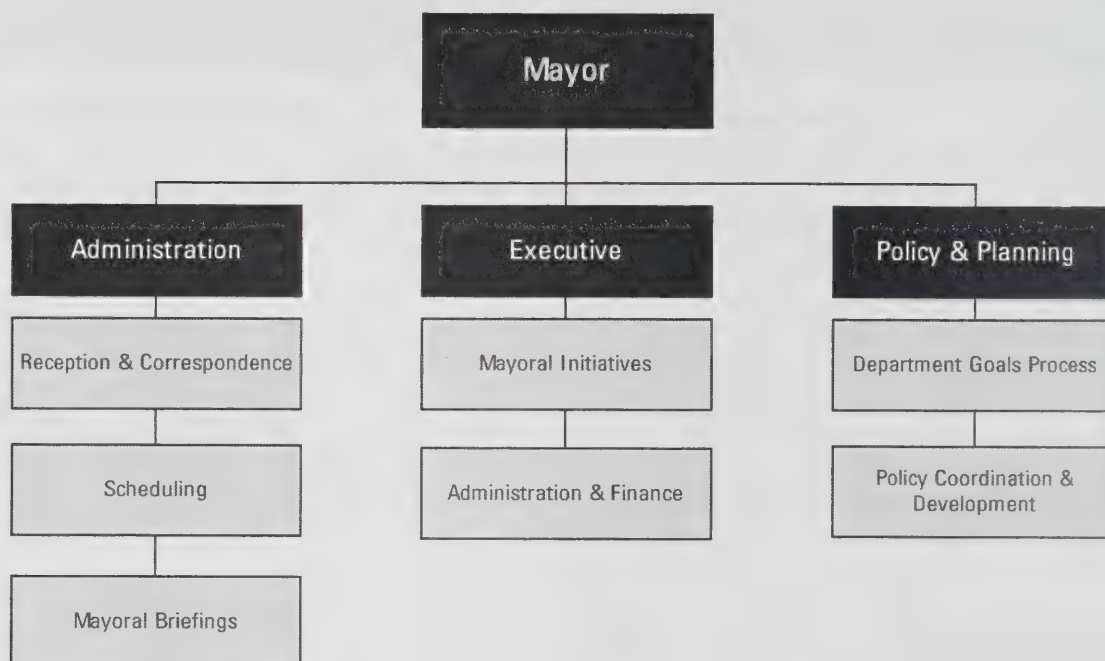 Mayor
Administration
Executive
Policy & Planning
Reception & Correspondence
Mayoral Initiatives
Department Goals Process
Scheduling
Administration & Finance
Policy Coordination &
Development
Mayoral Briefings